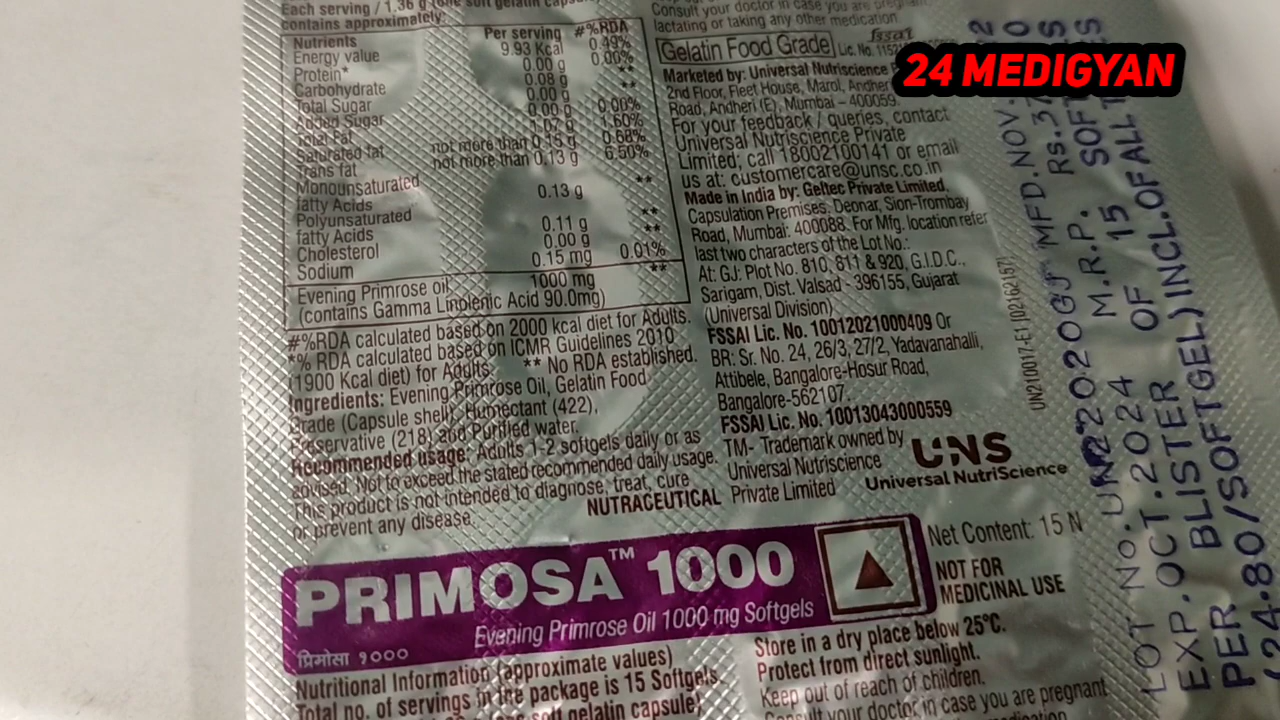 Each serving / 1.36 g (one soft gelatin capsule
contains approximately:
Nutrients Per serving #%RDA
Energy value 9.93 Kcal 0.49%
Protein* 0.00 g 0.00%
Carbohydrate 0.08 g **
Total Sugar 0.00 g **
Added Sugar 0.00 g 0.00%
Total Fat 1.07 g 1.60%
Saturated fat not more than 0.15 g 0.68%
Trans fat not more than 0.13 g 6.50%
Monounsaturated
fatty Acids 0.13 g **
Polyunsaturated
fatty Acids 0.11 g **
Cholesterol 0.00 g **
Sodium 0.15 mg 0.01%
Evening Primrose oil 1000 mg **
(contains Gamma Linolenic Acid 90.0mg)
#%RDA calculated based on 2000 kcal diet for Adults.
*% RDA calculated based on ICMR Guidelines 2010
(1900 Kcal diet) for Adults. ** No RDA established.
Ingredients: Evening Primrose Oil, Gelatin Food
Grade (Capsule shell), Humectant (422),
Preservative (218) and Purified water.
Recommended usage: Adults 1-2 softgels daily or as
advised. Not to exceed the stated recommended daily usage.
This product is not intended to diagnose, treat, cure
or prevent any disease.
NUTRACEUTICAL
Consult your doctor in case you are pregnant
lactating or taking any other medication
Gelatin Food Grade fssai
Lic. No.
Marketed by: Universal Nutriscience
2nd Floor, Fleet House, Marol, Andheri
Road, Andheri (E), Mumbai – 400059.
For your feedback / queries, contact
Universal Nutriscience Private
Limited; call 18002100141 or email
us at: customercare@unsc.co.in
Made in India by: Geltec Private Limited.
Capsulation Premises. Deonar, Sion-Trombay
Road, Mumbai: 400088. For Mfg. location refer
last two characters of the Lot No.:
At: GJ: Plot No. 810, 811 & 920, G.I.D.C.,
Sarigam, Dist. Valsad - 396155, Gujarat
(Universal Division)
FSSAI Lic. No. 10012021000409 Or
BR: Sr. No. 24, 26/3, 27/2, Yadavanahalli,
Attibele, Bangalore-Hosur Road,
Bangalore-562107.
FSSAI Lic. No. 10013043000559
TM- Trademark owned by
Universal Nutriscience
Private Limited
UNS
Universal NutriScience
24 MEDIGYAN
UN210017-E1 [0216215?]
LOT NO. MFD.NOV.
EXP.OCT.2024 M.R.P.
PER BLISTER OF 15
(24.80/SOFTGEL) INCL.OF ALL
PRIMOSA™ 1000
Evening Primrose Oil 1000 mg Softgels
प्रिमोसा १०००
Net Content: 15 N
NOT FOR
MEDICINAL USE
Nutritional Information (approximate values)
Total no. of servings in the package is 15 Softgels.
soft gelatin capsule
Store in a dry place below 25°C.
Protect from direct sunlight.
Keep out of reach of children.
Consult your doctor in case you are pregnant